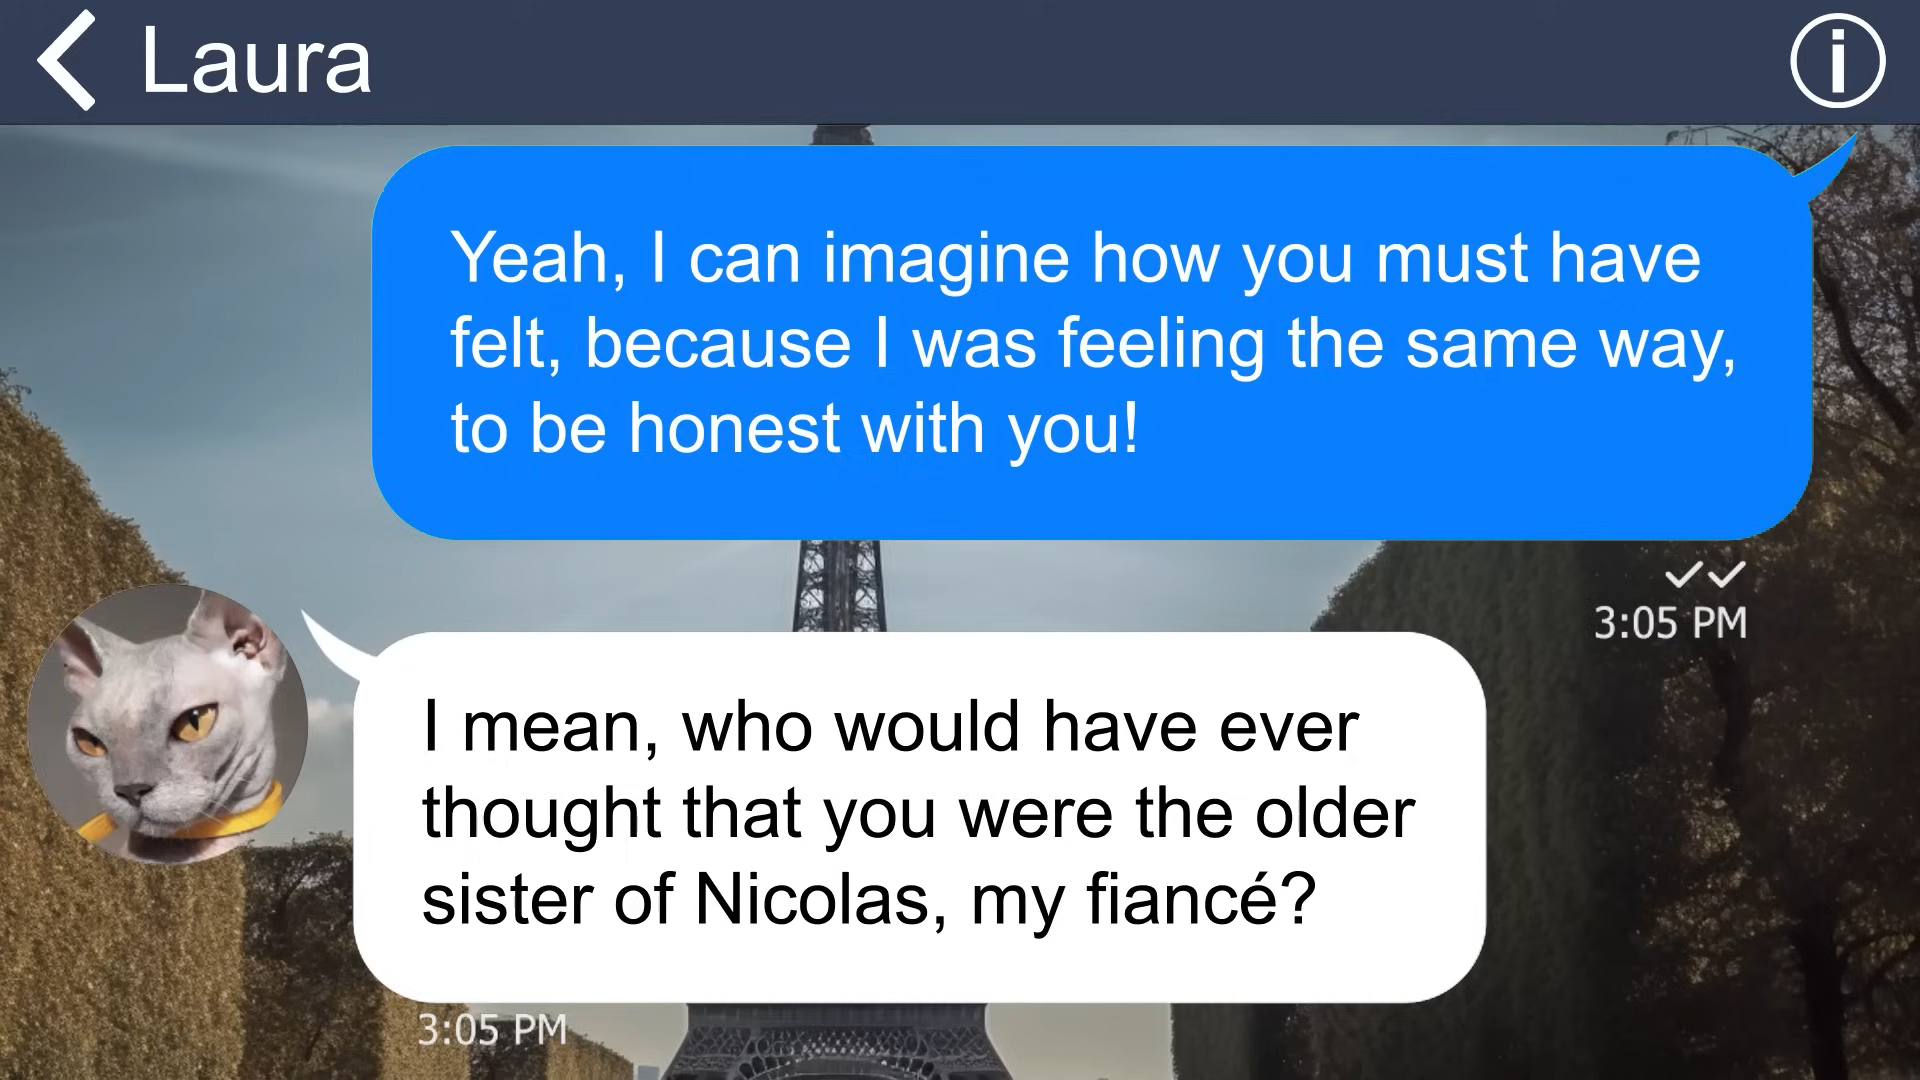 Laura
Yeah, I can imagine how you must have
felt, because I was feeling the same way,
to be honest with you!
3:05 PM
I mean, who would have ever
thought that you were the older
sister of Nicolas, my fiancé?
3:05 PM